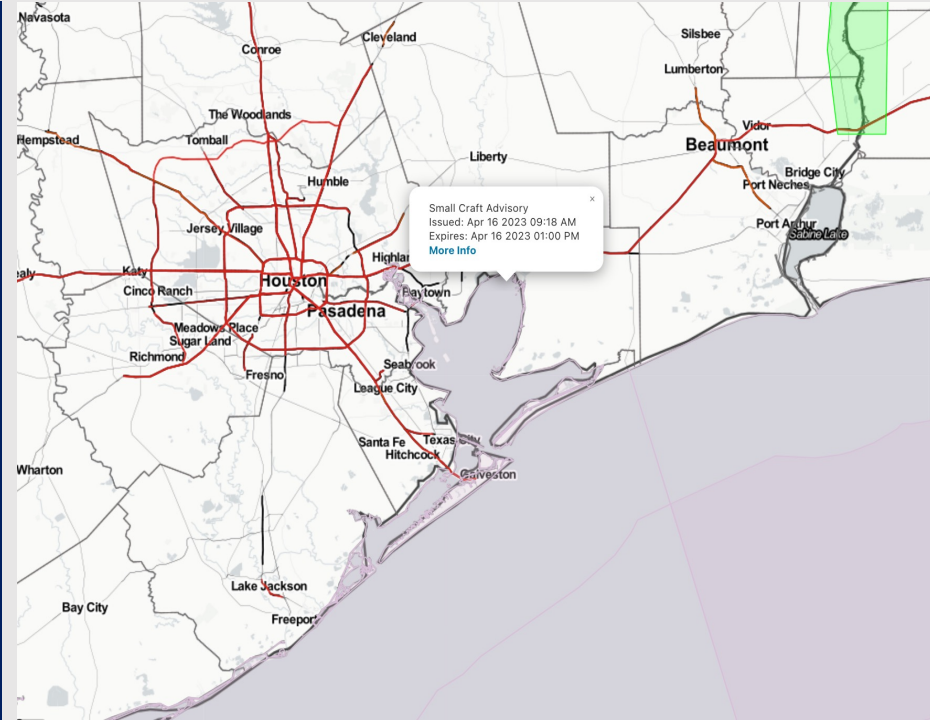 Navasota
Cleveland
Conroe
Silsbee
Lumberton
The Woodlands
Hempstead
Tomball
Vidor
Beaumont
Liberty
Bridge City
Humble
Port Neches
Small Craft Advisory
×
Issued: Apr 16 2023 09:18 AM
Expires: Apr 16 2023 01:00 PM
More Info
Jersey Village
Port Arthur
Sabine Lake
Highlan
ealy
Katy
Houston
Cinco Ranch
Baytown
Pasadena
Meadows Place
Sugar Land
Richmond
Seabrook
Fresno
League City
Santa Fe
Texas City
Hitchcock
Wharton
Galveston
Lake Jackson
Bay City
Freeport